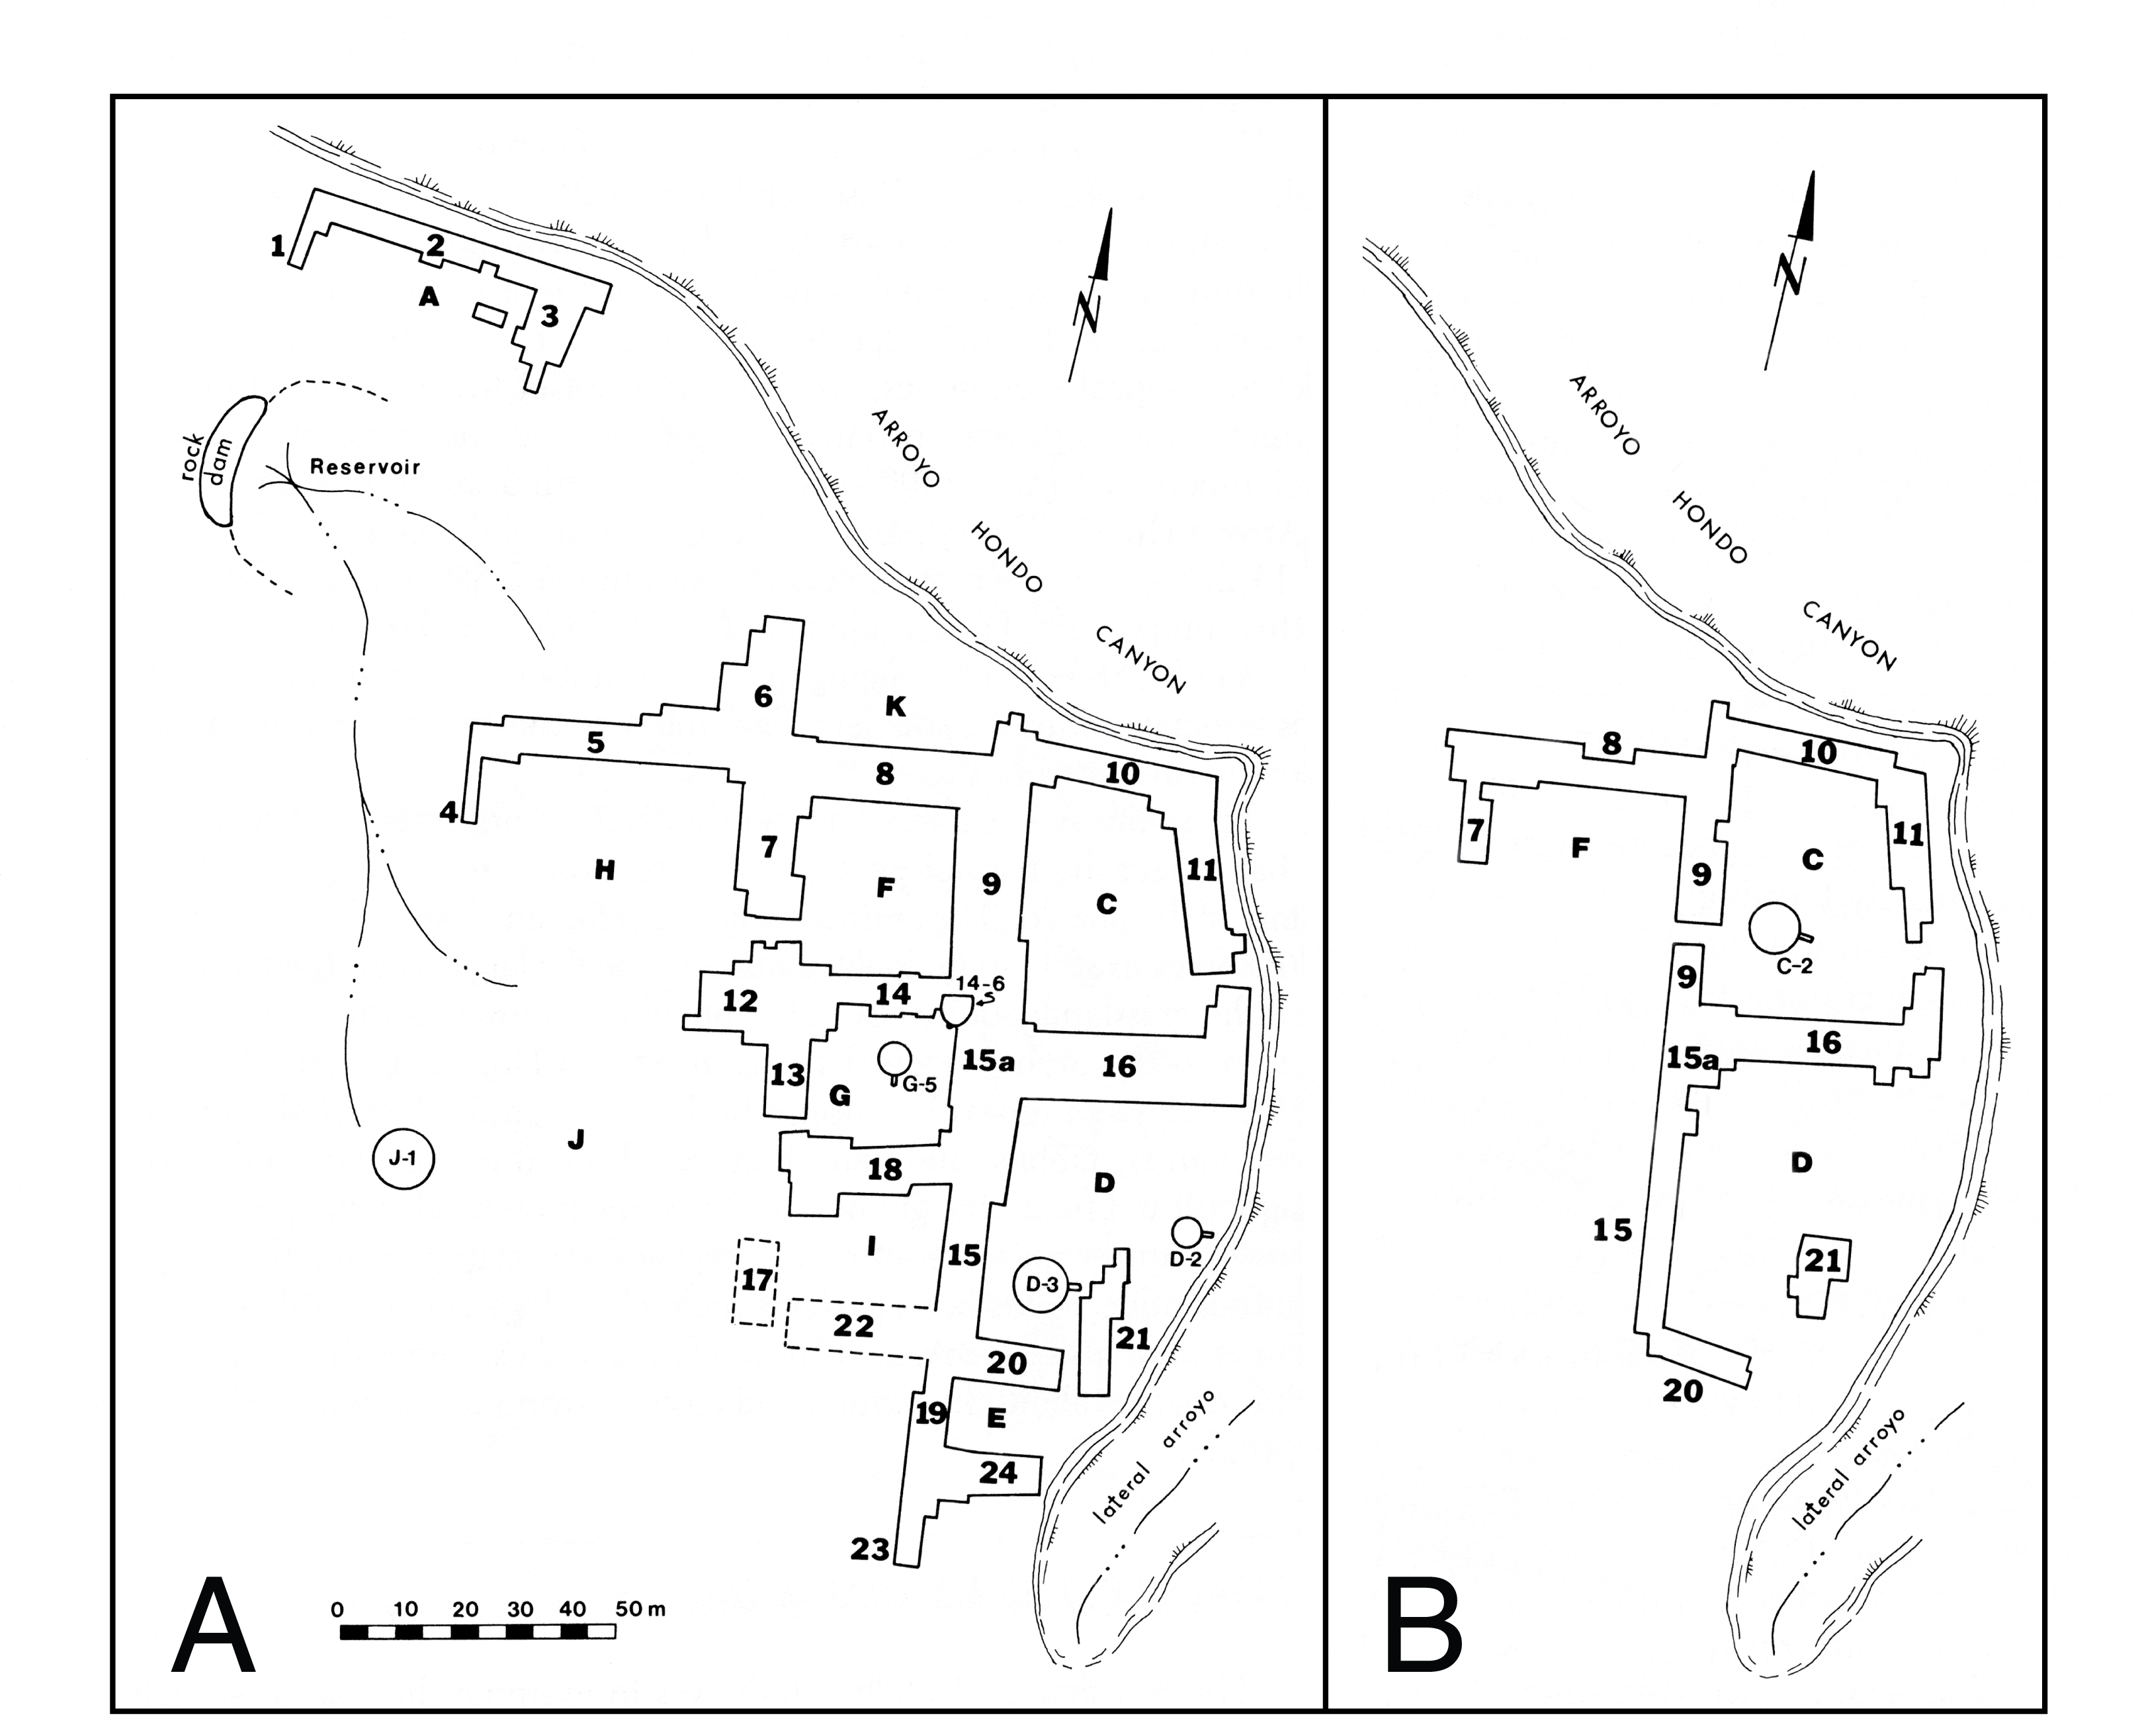 1
2
A
3
N
rock
dam
Reservoir
ARROYO
HONDO
CANYON
6
K
5
8
10
4
7
H
F
9
11
C
12
14
14-6
15a
16
13
G
G-5
J
J-1
18
D
I
15
D-2
D-3
17
22
21
20
19
E
24
23
lateral arroyo
0 10 20 30 40 50 m
A
N
ARROYO
HONDO
CANYON
8
10
7
F
9
C
11
C-2
9
16
15a
D
15
21
20
lateral arroyo
B